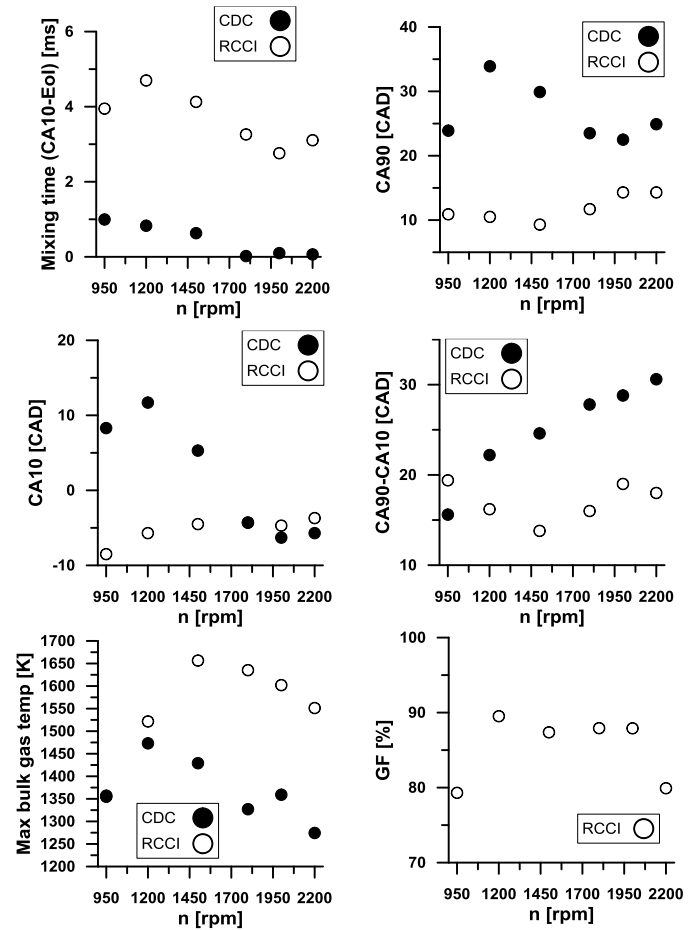 CDC
RCCI
Mixing time (CA10-EoI) [ms]
6
4
2
0
950 1200 1450 1700 1950 2200
n [rpm]
CDC
RCCI
CA90 [CAD]
40
30
20
10
950 1200 1450 1700 1950 2200
n [rpm]
CDC
RCCI
CA10 [CAD]
20
10
0
-10
950 1200 1450 1700 1950 2200
n [rpm]
CDC
RCCI
CA90-CA10 [CAD]
30
20
10
950 1200 1450 1700 1950 2200
n [rpm]
Max bulk gas temp [K]
1700
1650
1600
1550
1500
1450
1400
1350
1300
1250
1200
CDC
RCCI
950 1200 1450 1700 1950 2200
n [rpm]
GF [%]
100
90
80
70
RCCI
950 1200 1450 1700 1950 2200
n [rpm]